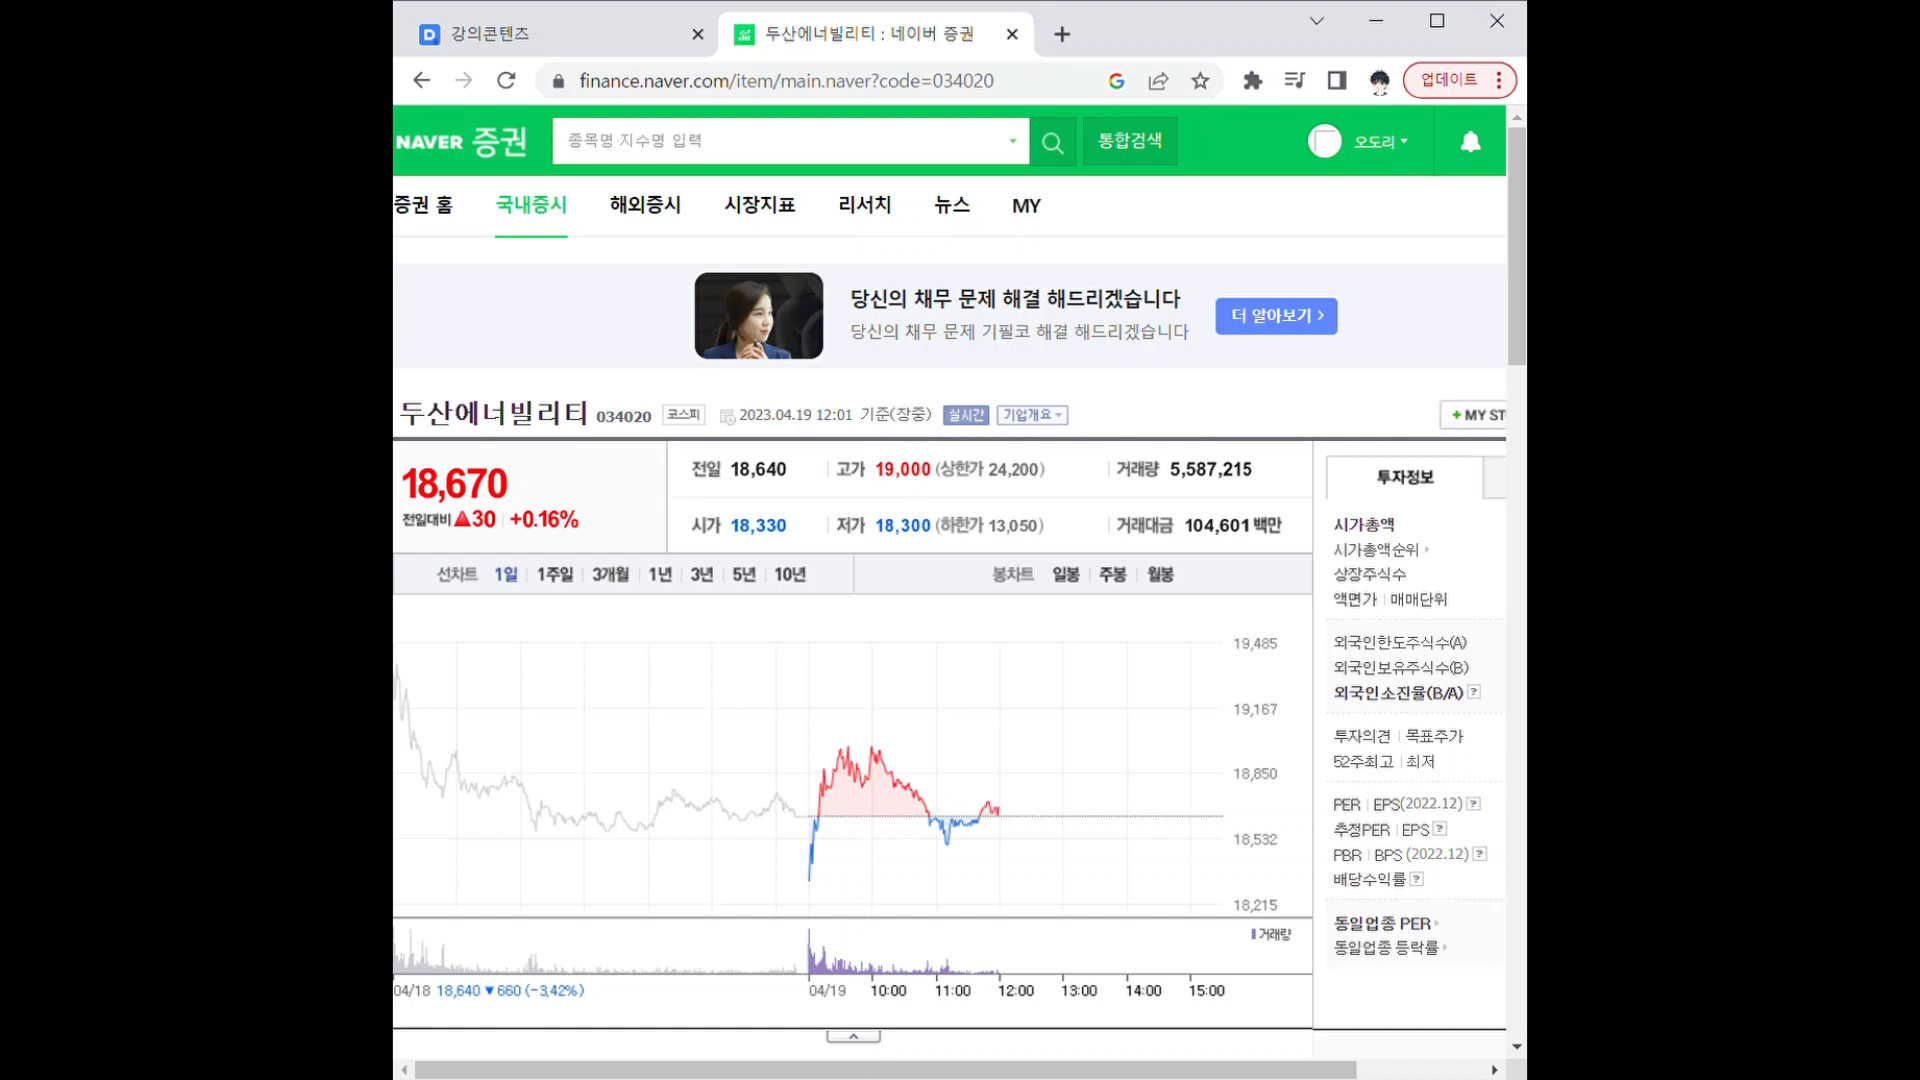 강의콘텐츠
두산에너빌리티 : 네이버 증권
finance.naver.com/item/main.naver?code=034020
업데이트
NAVER 증권
종목명·지수명 입력
통합검색
오도리
증권 홈 국내증시 해외증시 시장지표 리서치 뉴스 MY
당신의 채무 문제 해결 해드리겠습니다
당신의 채무 문제 기필코 해결 해드리겠습니다
더 알아보기 >
두산에너빌리티 034020 코스피 2023.04.19 12:01 기준(장중) 실시간 기업개요
+ MY ST
18,670
전일대비 ▲30 +0.16%
전일 18,640 고가 19,000 (상한가 24,200) 거래량 5,587,215
시가 18,330 저가 18,300 (하한가 13,050) 거래대금 104,601 백만
선차트 1일 1주일 3개월 1년 3년 5년 10년
봉차트 일봉 주봉 월봉
19,485
19,167
18,850
18,532
18,215
거래량
04/18 18,640 ▼660 (-3,42%)
04/19 10:00 11:00 12:00 13:00 14:00 15:00
투자정보
시가총액
시가총액순위
상장주식수
액면가 매매단위
외국인한도주식수(A)
외국인보유주식수(B)
외국인소진율(B/A) ?
투자의견 목표주가
52주최고 최저
PER EPS(2022.12) ?
추정PER EPS ?
PBR BPS (2022.12) ?
배당수익률 ?
동일업종 PER
동일업종 등락률